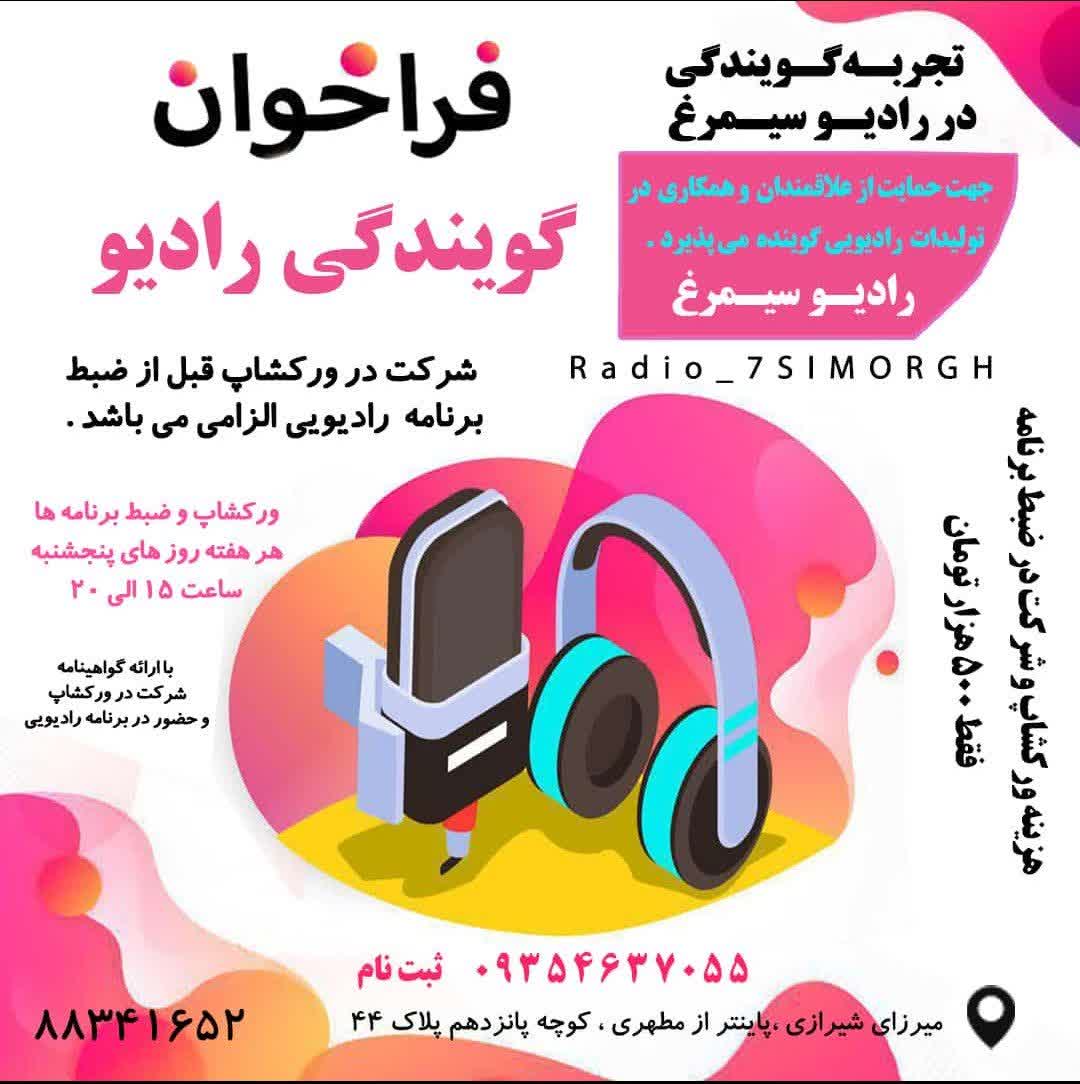 فراخوان
گویندگی رادیو
تجربه گویندگی
در رادیو سیمرغ
جهت حمایت از علاقمندان و همکاری در
تولیدات رادیویی گوینده می پذیرد .
رادیو سیمرغ
Radio_7SIMORGH
شرکت در ورکشاپ قبل از ضبط
برنامه رادیویی الزامی می باشد .
ورکشاپ و ضبط برنامه ها
هر هفته روز های پنجشنبه
ساعت ۱۵ الی ۲۰
با ارائه گواهینامه
شرکت در ورکشاپ
و حضور در برنامه رادیویی
هزینه ورکشاپ و شرکت در ضبط برنامه
فقط ۵۰۰ هزار تومان
ثبت نام ۰۹۳۵۴۶۳۷۰۵۵
میرزای شیرازی ،پاینتر از مطهری ، کوچه پانزدهم پلاک ۴۴
۸۸۳۴۱۶۵۲